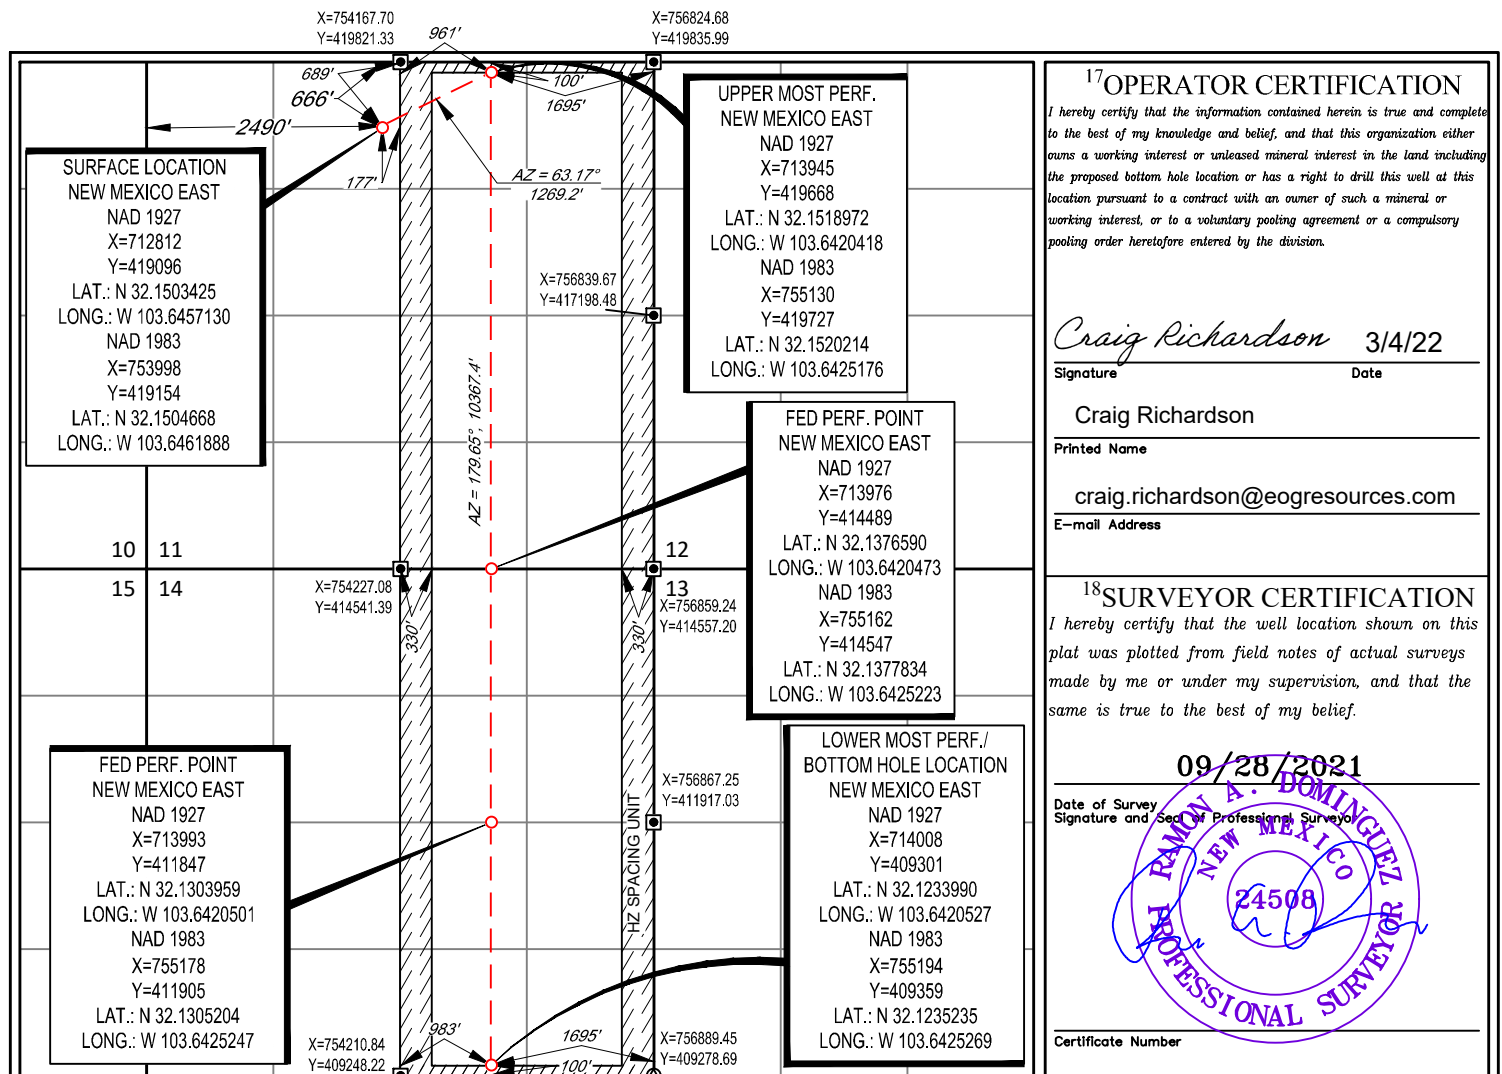 X=754167.70
Y=419821.33
961'
X=756824.68
Y=419835.99
689'
666'
2490'
177'
100'
1695'
AZ = 63.17°
1269.2'
SURFACE LOCATION
NEW MEXICO EAST
NAD 1927
X=712812
Y=419096
LAT.: N 32.1503425
LONG.: W 103.6457130
NAD 1983
X=753998
Y=419154
LAT.: N 32.1504668
LONG.: W 103.6461888
UPPER MOST PERF.
NEW MEXICO EAST
NAD 1927
X=713945
Y=419668
LAT.: N 32.1518972
LONG.: W 103.6420418
NAD 1983
X=755130
Y=419727
LAT.: N 32.1520214
LONG.: W 103.6425176
X=756839.67
Y=417198.48
AZ = 179.65°, 10367.4'
FED PERF. POINT
NEW MEXICO EAST
NAD 1927
X=713976
Y=414489
LAT.: N 32.1376590
LONG.: W 103.6420473
NAD 1983
X=755162
Y=414547
LAT.: N 32.1377834
LONG.: W 103.6425223
10 11
15 14
12
13
X=754227.08
Y=414541.39
330'
330'
X=756859.24
Y=414557.20
FED PERF. POINT
NEW MEXICO EAST
NAD 1927
X=713993
Y=411847
LAT.: N 32.1303959
LONG.: W 103.6420501
NAD 1983
X=755178
Y=411905
LAT.: N 32.1305204
LONG.: W 103.6425247
X=756867.25
Y=411917.03
HZ SPACING UNIT
LOWER MOST PERF./
BOTTOM HOLE LOCATION
NEW MEXICO EAST
NAD 1927
X=714008
Y=409301
LAT.: N 32.1233990
LONG.: W 103.6420527
NAD 1983
X=755194
Y=409359
LAT.: N 32.1235235
LONG.: W 103.6425269
X=754210.84
Y=409248.22
983'
1695'
100'
X=756889.45
Y=409278.69
17OPERATOR CERTIFICATION
I hereby certify that the information contained herein is true and complete
to the best of my knowledge and belief, and that this organization either
owns a working interest or unleased mineral interest in the land including
the proposed bottom hole location or has a right to drill this well at this
location pursuant to a contract with an owner of such a mineral or
working interest, or to a voluntary pooling agreement or a compulsory
pooling order heretofore entered by the division.
Craig Richardson 3/4/22
Signature Date
Craig Richardson
Printed Name
craig.richardson@eogresources.com
E-mail Address
18SURVEYOR CERTIFICATION
I hereby certify that the well location shown on this
plat was plotted from field notes of actual surveys
made by me or under my supervision, and that the
same is true to the best of my belief.
09/28/2021
Date of Survey
Signature and Seal of Professional Surveyor
RAMON A. DOMINGUEZ
NEW MEXICO
24508
PROFESSIONAL SURVEYOR
Certificate Number